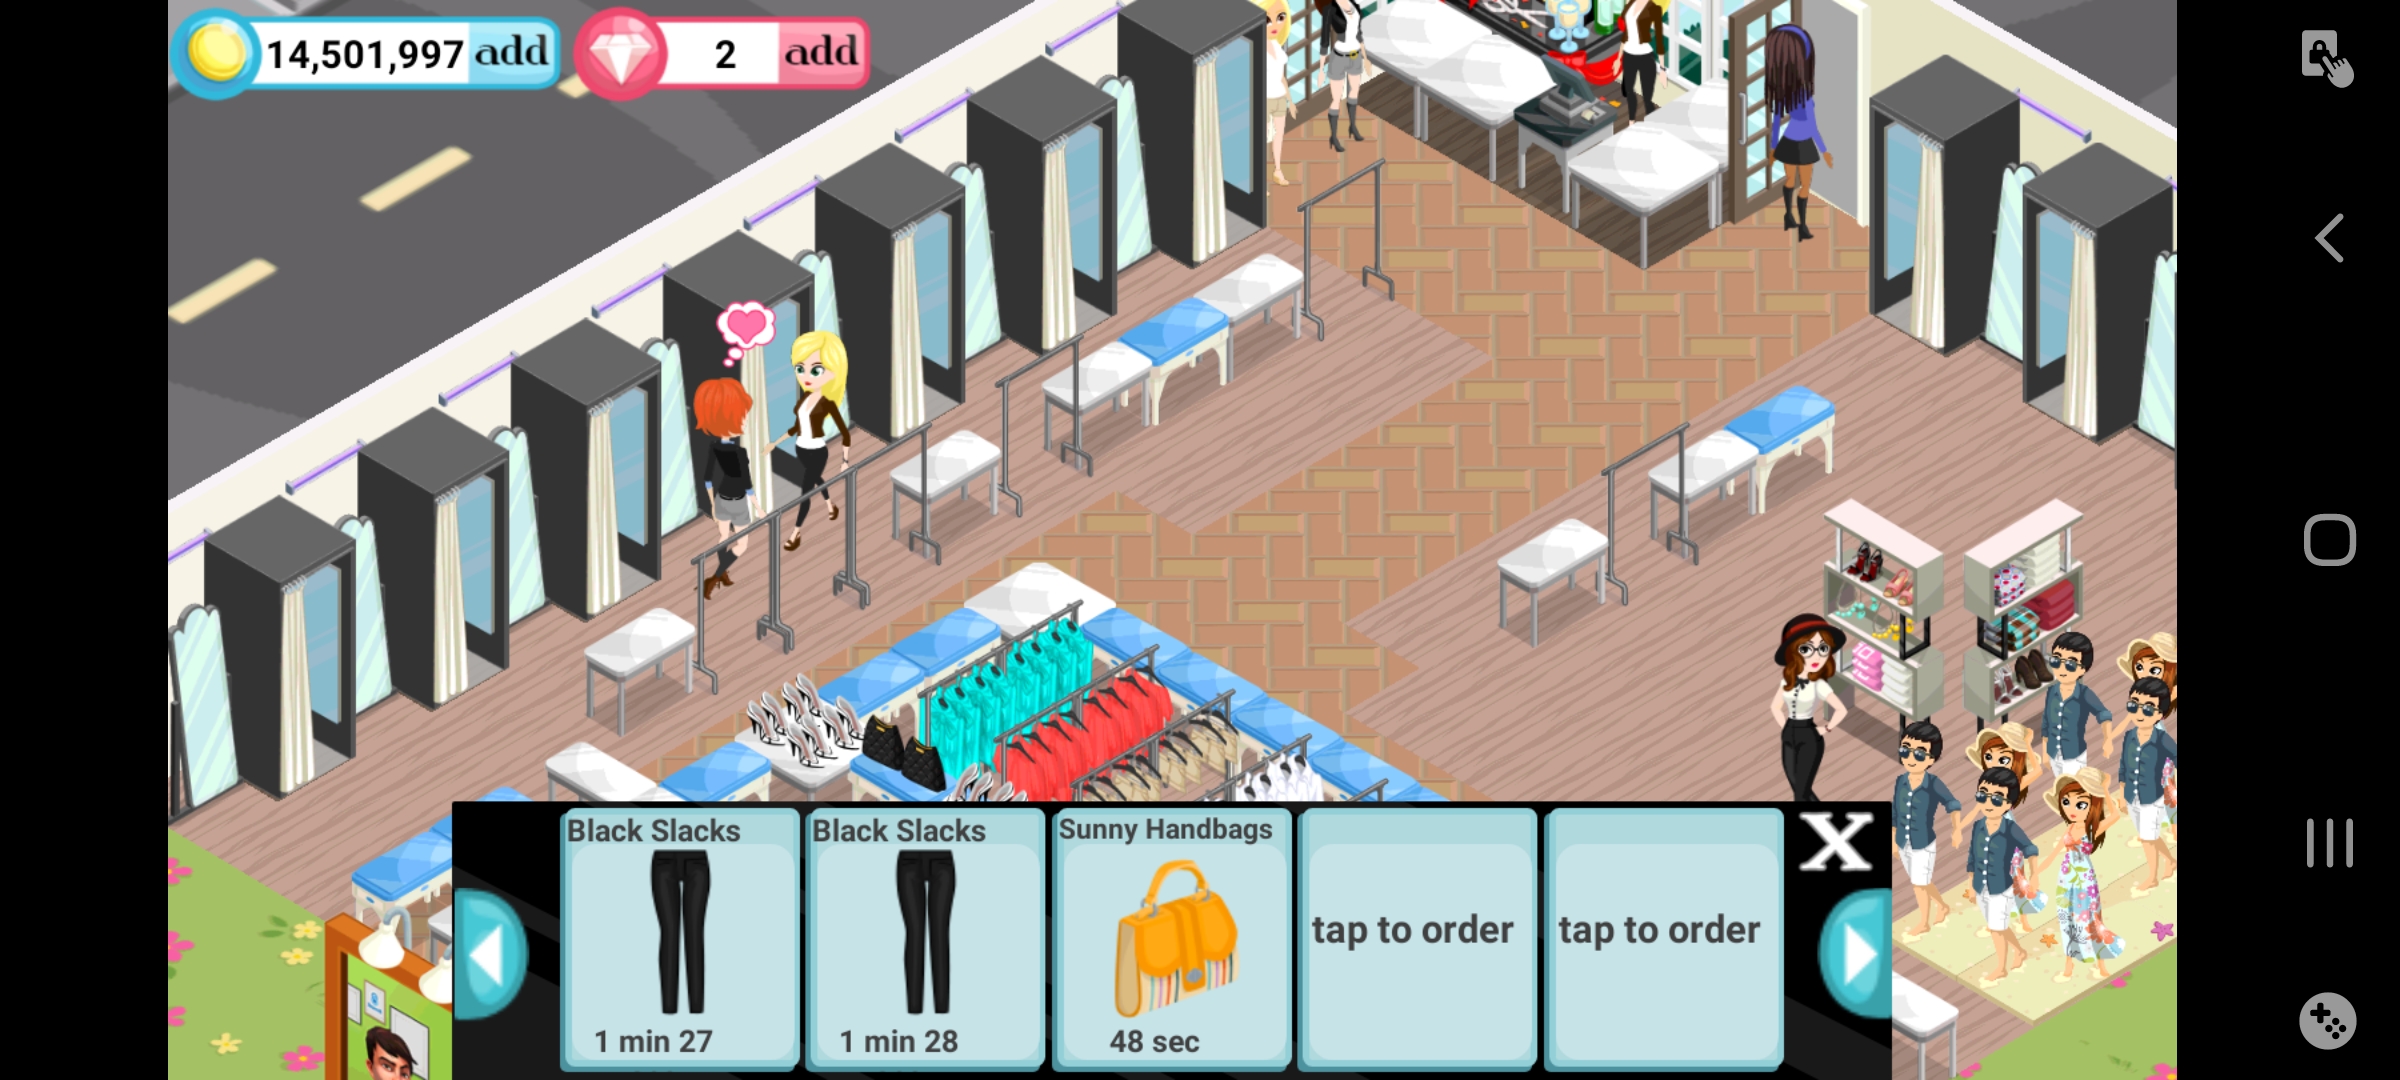 14,501,997 add
2 add
Black Slacks
1 min 27
Black Slacks
1 min 28
Sunny Handbags
48 sec
tap to order
tap to order
X